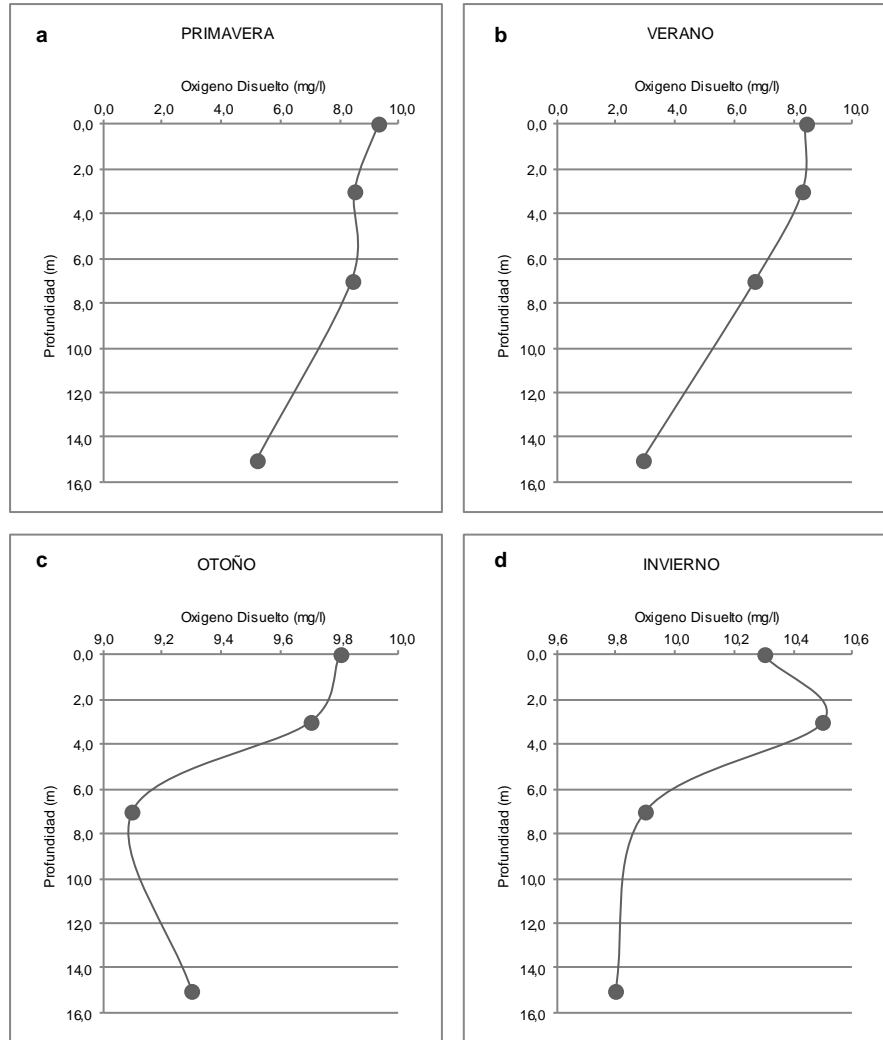 a
PRIMAVERA
Oxigeno Disuelto (mg/l)
0,0 2,0 4,0 6,0 8,0 10,0
0,0
2,0
4,0
6,0
8,0
10,0
12,0
14,0
16,0
Profundidad (m)
b
VERANO
Oxigeno Disuelto (mg/l)
0,0 2,0 4,0 6,0 8,0 10,0
0,0
2,0
4,0
6,0
8,0
10,0
12,0
14,0
16,0
Profundidad (m)
c
OTOÑO
Oxigeno Disuelto (mg/l)
9,0 9,2 9,4 9,6 9,8 10,0
0,0
2,0
4,0
6,0
8,0
10,0
12,0
14,0
16,0
Profundidad (m)
d
INVIERNO
Oxigeno Disuelto (mg/l)
9,6 9,8 10,0 10,2 10,4 10,6
0,0
2,0
4,0
6,0
8,0
10,0
12,0
14,0
16,0
Profundidad (m)